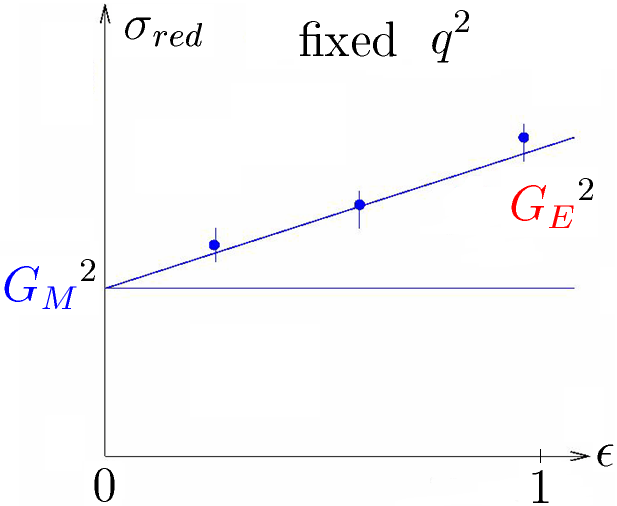 σ_red
fixed q²
G_E²
G_M²
ϵ
0
1